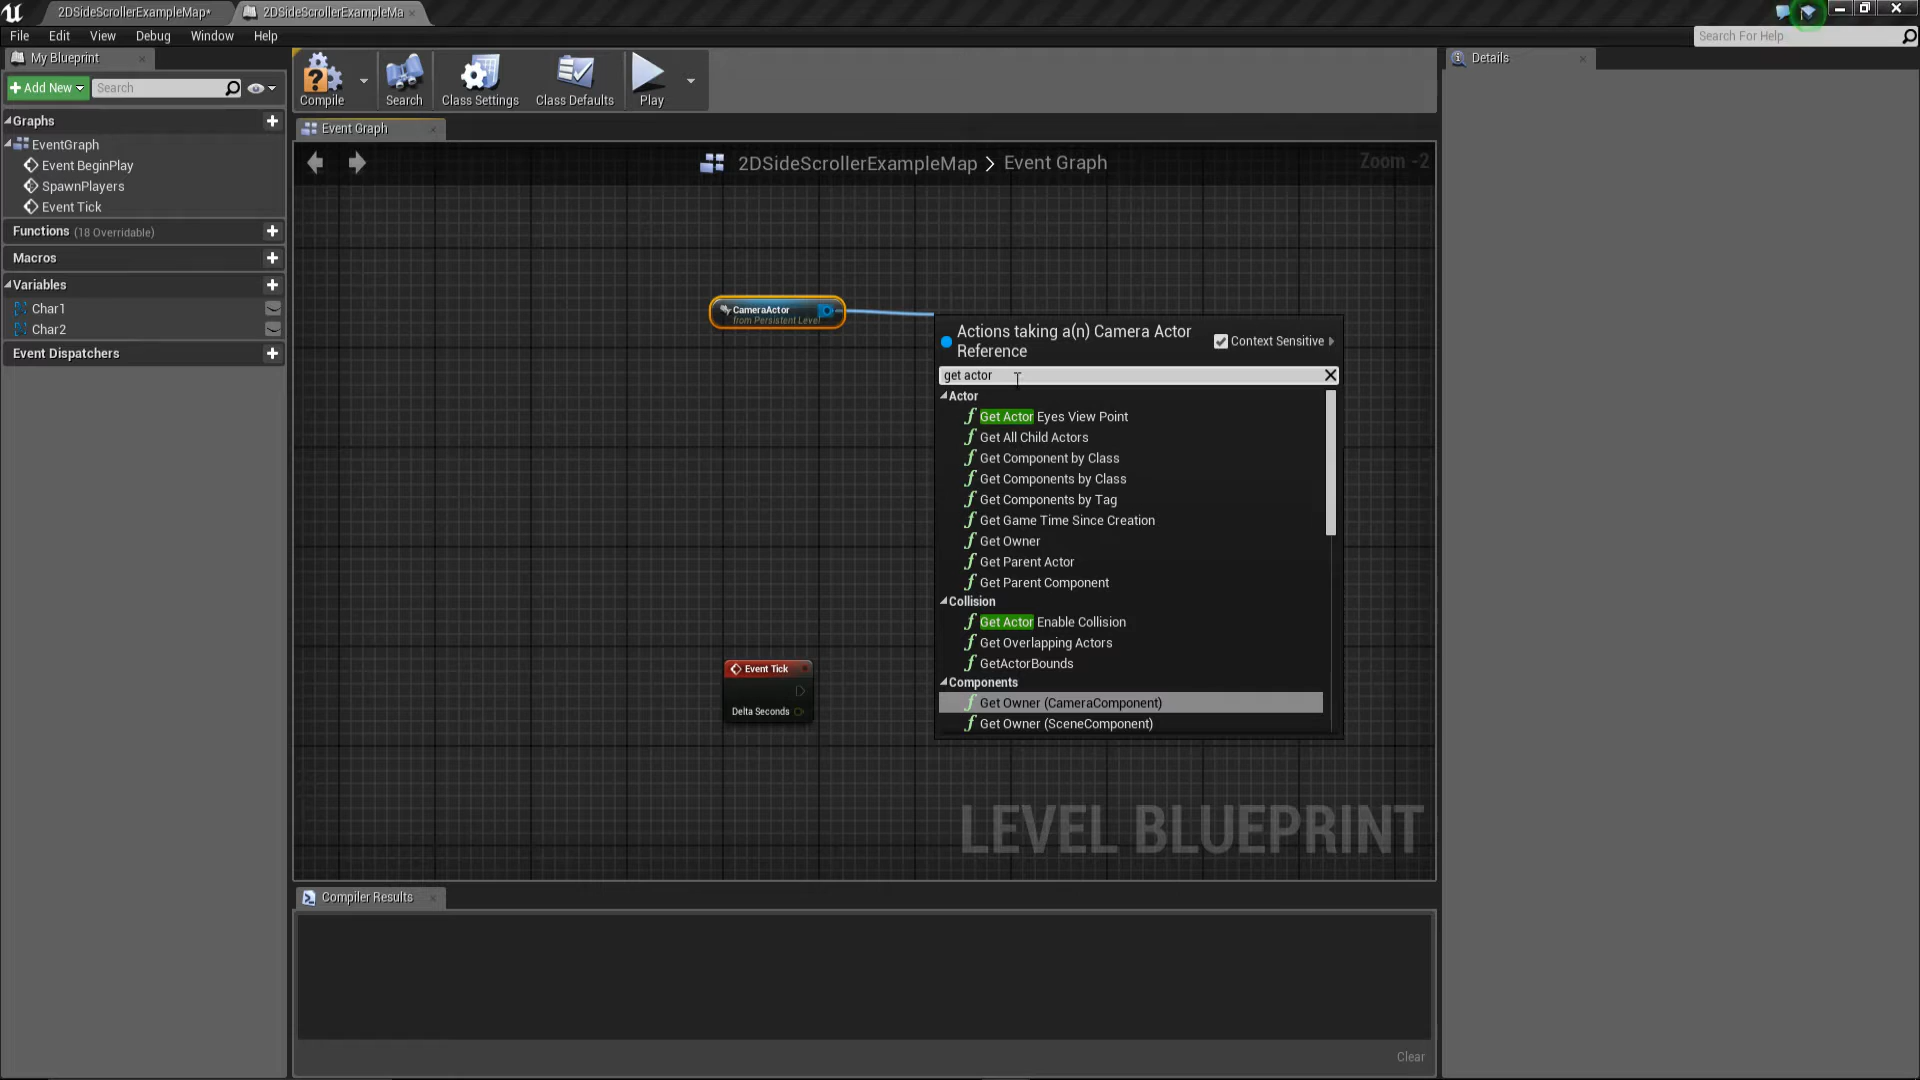 2DSideScrollerExampleMap*
2DSideScrollerExampleMa
File Edit View Debug Window Help
Search For Help
My Blueprint
Add New
Search
Compile
Search
Class Settings
Class Defaults
Play
Details
Graphs
EventGraph
Event BeginPlay
SpawnPlayers
Event Tick
Functions (18 Overridable)
Macros
Variables
Char1
Char2
Event Dispatchers
Event Graph
2DSideScrollerExampleMap > Event Graph
Zoom -2
CameraActor
from Persistent Level
Actions taking a(n) Camera Actor
Reference
Context Sensitive
get actor
Actor
Get Actor Eyes View Point
Get All Child Actors
Get Component by Class
Get Components by Class
Get Components by Tag
Get Game Time Since Creation
Get Owner
Get Parent Actor
Get Parent Component
Collision
Get Actor Enable Collision
Get Overlapping Actors
GetActorBounds
Components
Get Owner (CameraComponent)
Get Owner (SceneComponent)
Event Tick
Delta Seconds
LEVEL BLUEPRINT
Compiler Results
Clear